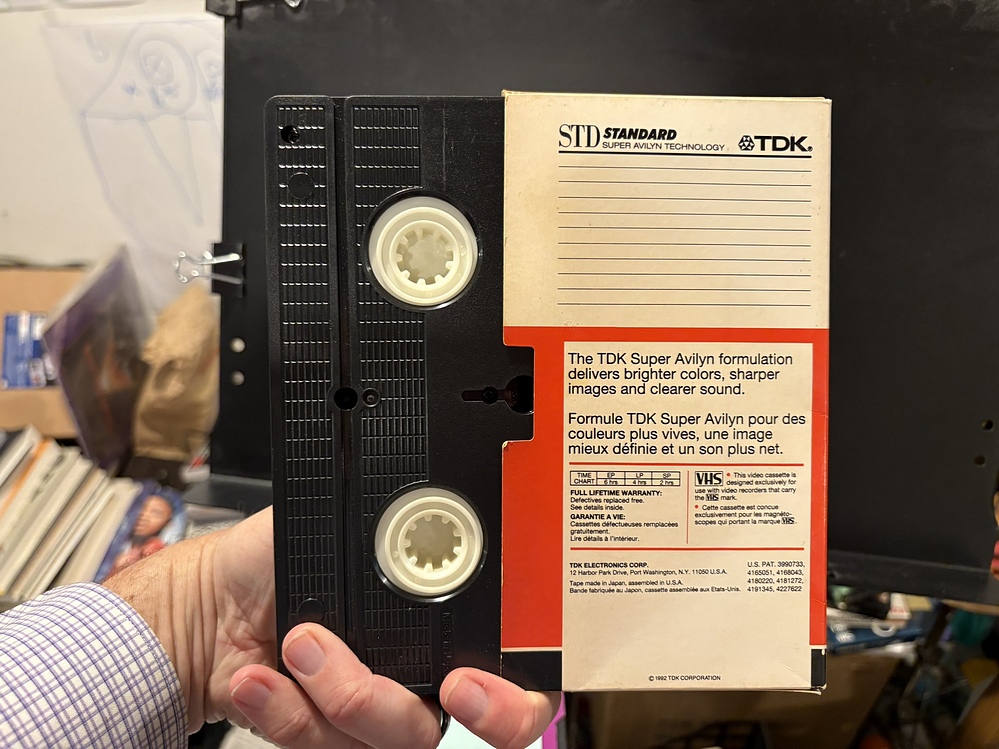 STD STANDARD
SUPER AVILYN TECHNOLOGY
TDK.
The TDK Super Avilyn formulation
delivers brighter colors, sharper
images and clearer sound.
Formule TDK Super Avilyn pour des
couleurs plus vives, une image
mieux définie et un son plus net.
TIME CHART EP LP SP
6 hrs 4 hrs 2 hrs
FULL LIFETIME WARRANTY:
Defectives replaced free.
See details inside.
GARANTIE A VIE:
Cassettes défectueuses remplacées
gratuitement.
Lire détails à l'intérieur.
VHS • This video cassette is
designed exclusively for
use with video recorders that carry
the VHS mark.
• Cette cassette est concue
exclusivement pour les magnéto-
scopes qui portant la marque VHS.
TDK ELECTRONICS CORP.
12 Harbor Park Drive, Port Washington, N.Y. 11050 U.S.A.
Tape made in Japan, assembled in U.S.A.
Bande fabriquée au Japon, cassette assemblée aux Etats-Unis.
U.S. PAT. 3990733,
4165051, 4168043,
4180220, 4181272,
4191345, 4227622
© 1992 TDK CORPORATION